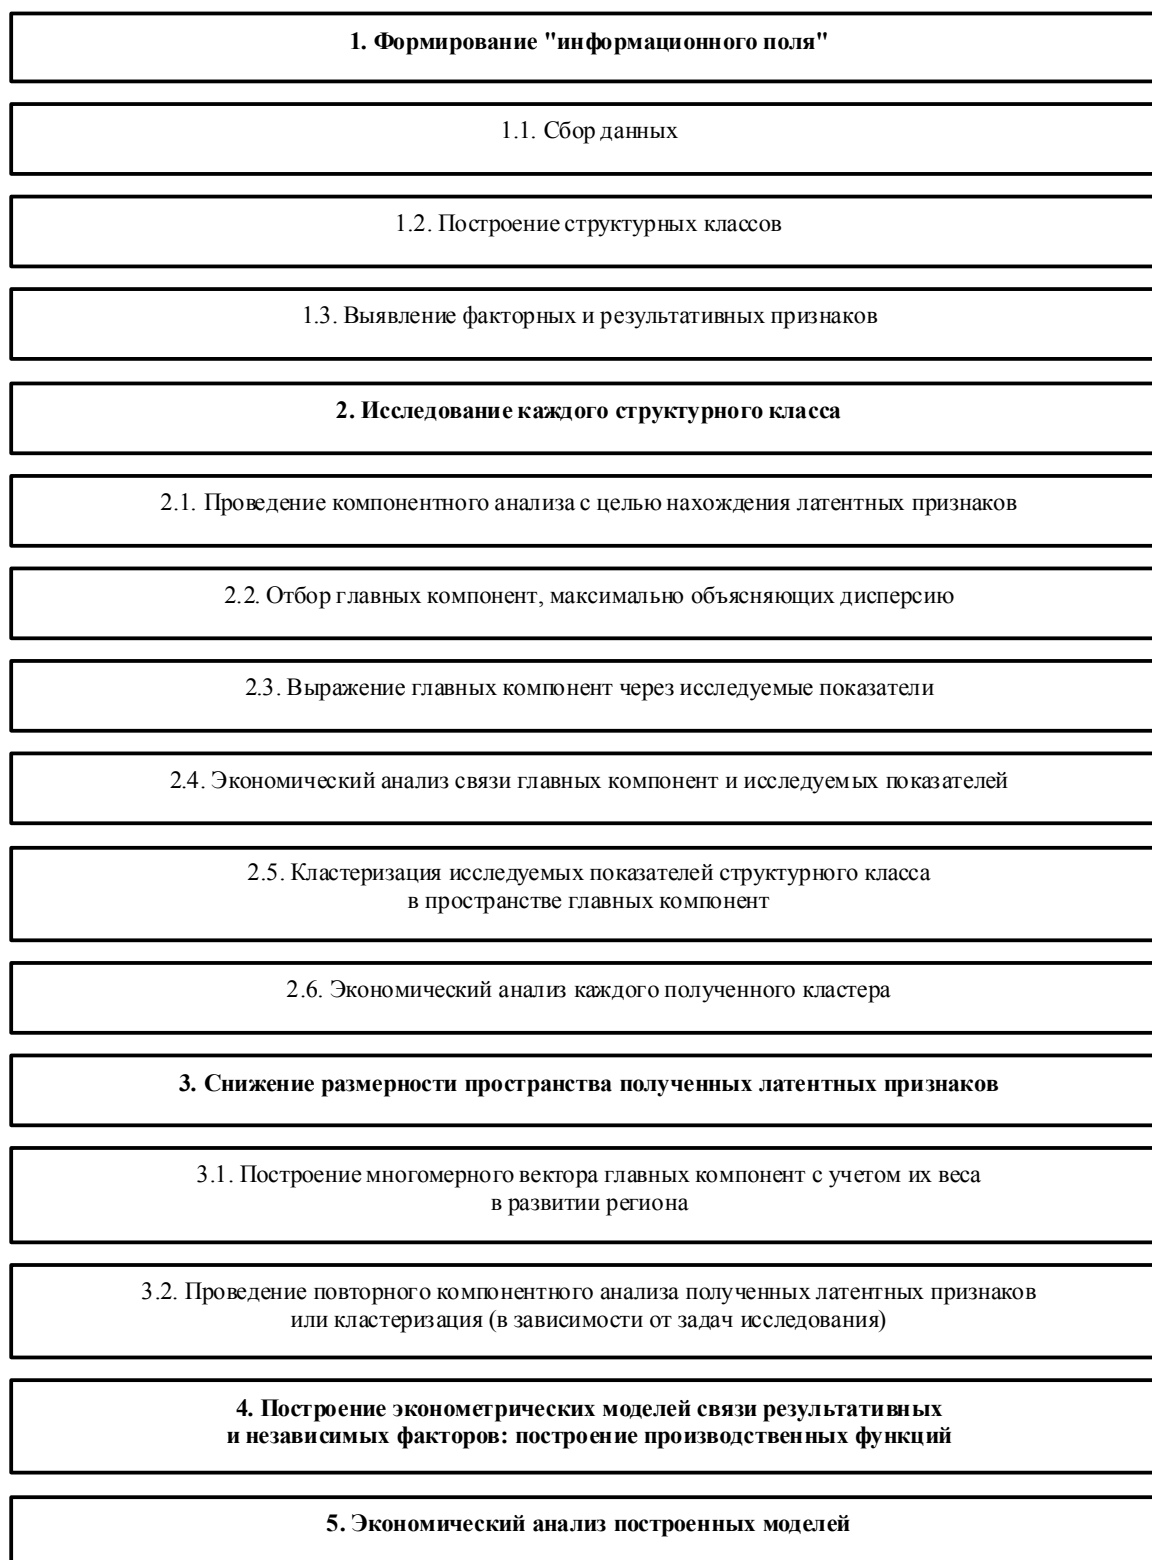 1. Формирование "информационного поля"
1.1. Сбор данных
1.2. Построение структурных классов
1.3. Выявление факторных и результативных признаков
2. Исследование каждого структурного класса
2.1. Проведение компонентного анализа с целью нахождения латентных признаков
2.2. Отбор главных компонент, максимально объясняющих дисперсию
2.3. Выражение главных компонент через исследуемые показатели
2.4. Экономический анализ связи главных компонент и исследуемых показателей
2.5. Кластеризация исследуемых показателей структурного класса
в пространстве главных компонент
2.6. Экономический анализ каждого полученного кластера
3. Снижение размерности пространства полученных латентных признаков
3.1. Построение многомерного вектора главных компонент с учетом их веса
в развитии региона
3.2. Проведение повторного компонентного анализа полученных латентных признаков
или кластеризация (в зависимости от задач исследования)
4. Построение эконометрических моделей связи результативных
и независимых факторов: построение производственных функций
5. Экономический анализ построенных моделей